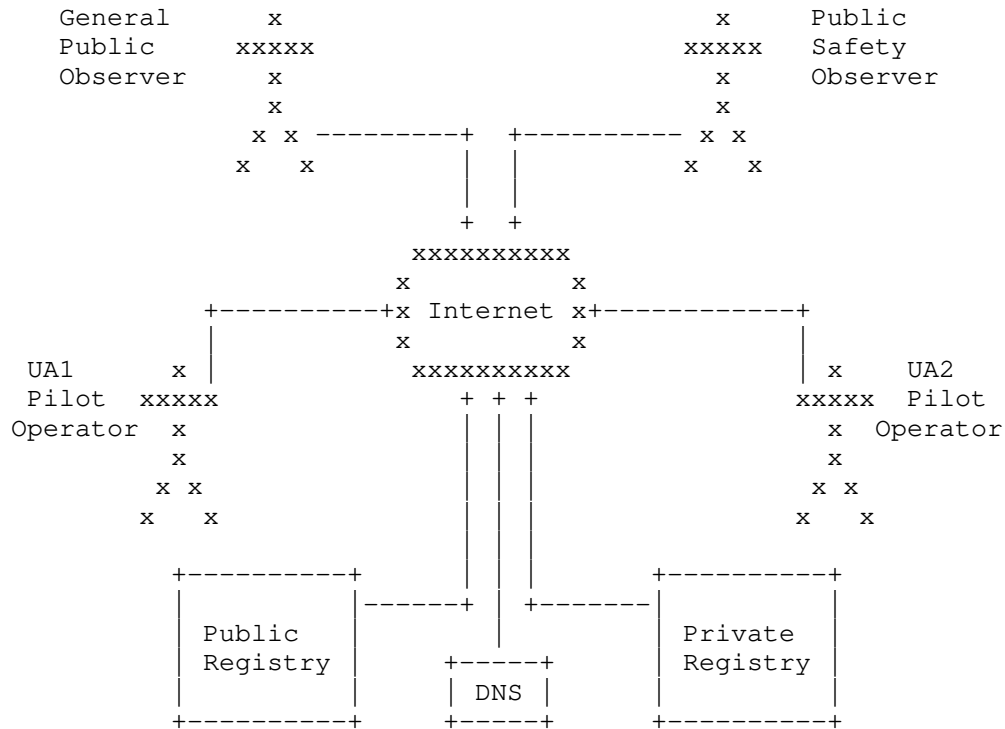 General
Public
Observer
Public
Safety
Observer
Internet
UA1
Pilot
Operator
UA2
Pilot
Operator
Public
Registry
DNS
Private
Registry